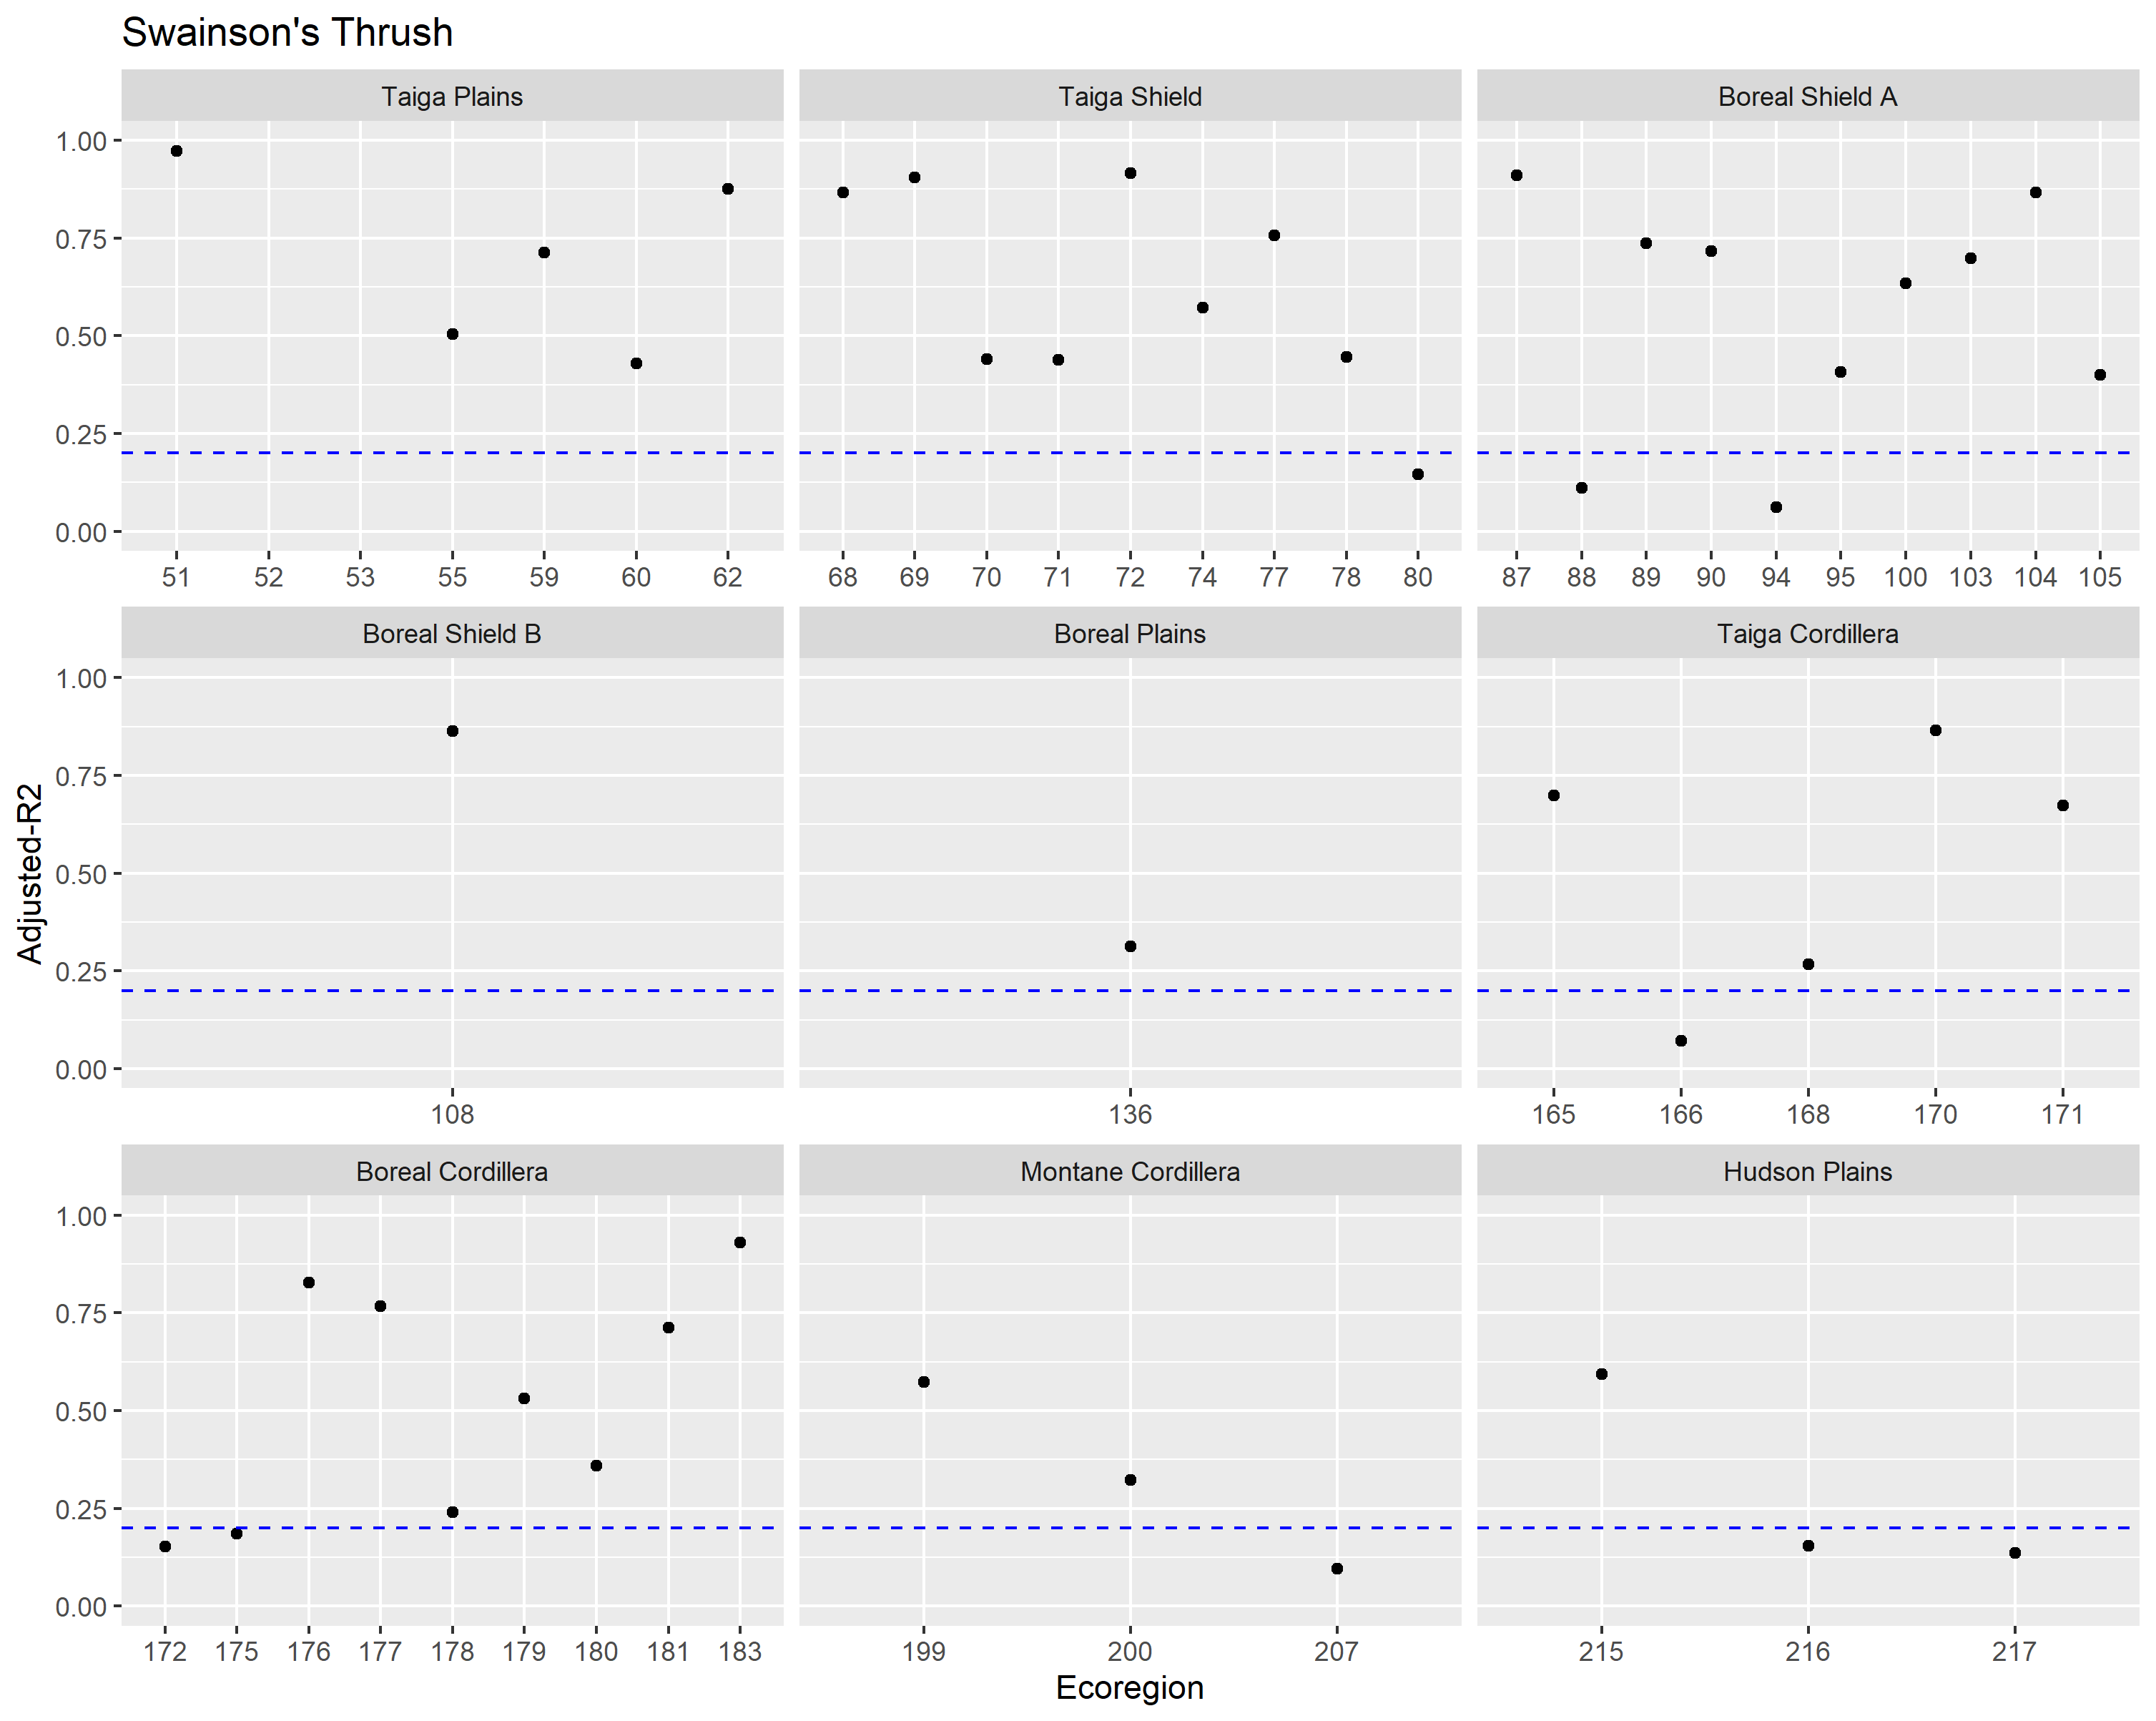 Swainson's Thrush
Taiga Plains Taiga Shield Boreal Shield A
1.00
0.75
0.50
0.25
0.00
51 52 53 55 59 60 62 68 69 70 71 72 74 77 78 80 87 88 89 90 94 95 100 103 104 105
Boreal Shield B Boreal Plains Taiga Cordillera
1.00
0.75
0.50
0.25
0.00
108 136 165 166 168 170 171
Adjusted-R2
Boreal Cordillera Montane Cordillera Hudson Plains
1.00
0.75
0.50
0.25
0.00
172 175 176 177 178 179 180 181 183 199 200 207 215 216 217
Ecoregion